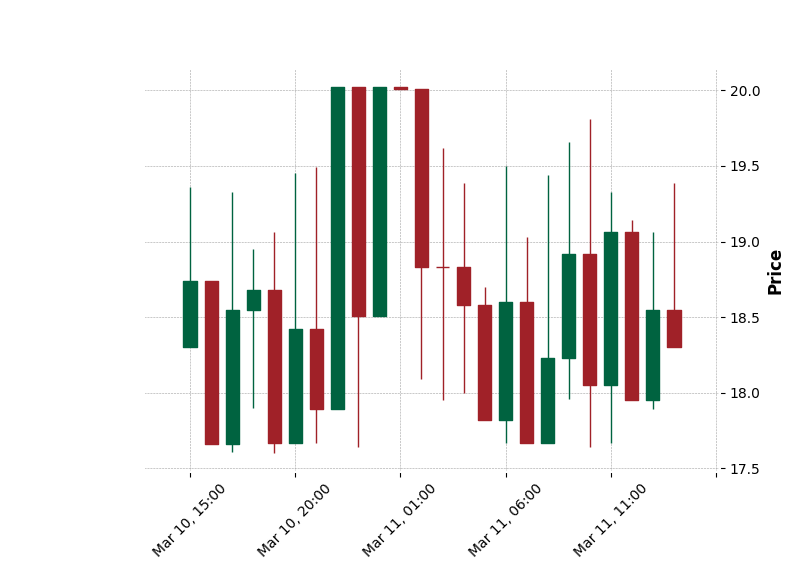 20.0
19.5
19.0
18.5
18.0
17.5
Price
Mar 10, 15:00
Mar 10, 20:00
Mar 11, 01:00
Mar 11, 06:00
Mar 11, 11:00